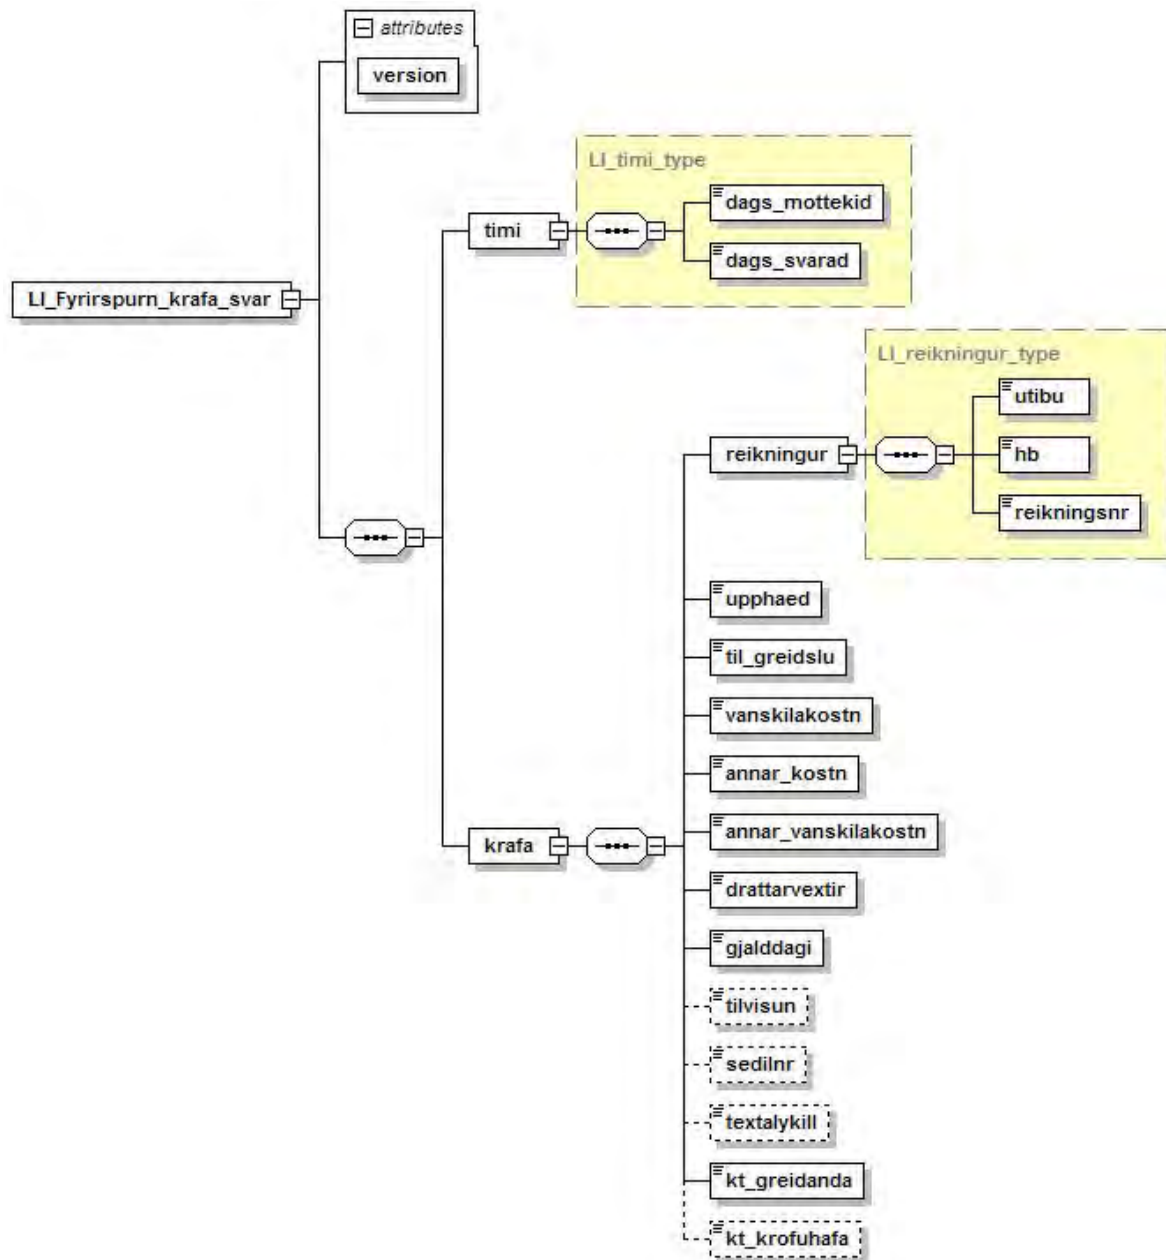 attributes
version
LI_timi_type
dags_mottekid
timi
dags_svarad
LI_Fyrirspurn_krafa_svar
LI_reikningur_type
utibu
reikningur
hb
reikningsnr
upphaed
til_greidslu
vanskilakostn
annar_kostn
annar_vanskilakostn
krafa
drattarvextir
gjalddagi
tilvisun
sedilnr
textalykill
kt_greidanda
kt_krofuhafa